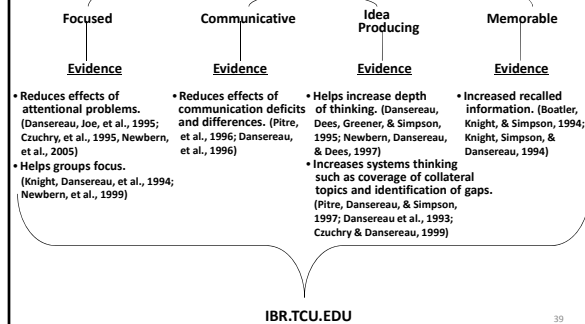 Focused
Communicative
Idea
Producing
Memorable
Evidence
Evidence
Evidence
Evidence
• Reduces effects of
attentional problems.
(Dansereau, Joe, et al., 1995;
Czuchry, et al., 1995, Newbern,
et al., 2005)
• Helps groups focus.
(Knight, Dansereau, et al., 1994;
Newbern, et al., 1999)
• Reduces effects of
communication deficits
and differences. (Pitre,
et al., 1996; Dansereau,
et al., 1996)
• Helps increase depth
of thinking. (Dansereau,
Dees, Greener, & Simpson,
1995; Newbern, Dansereau,
& Dees, 1997)
• Increases systems thinking
such as coverage of collateral
topics and identification of gaps.
(Pitre, Dansereau, & Simpson,
1997; Dansereau et al., 1993;
Czuchry & Dansereau, 1999)
• Increased recalled
information. (Boatler,
Knight, & Simpson, 1994;
Knight, Simpson, &
Dansereau, 1994)
IBR.TCU.EDU
39